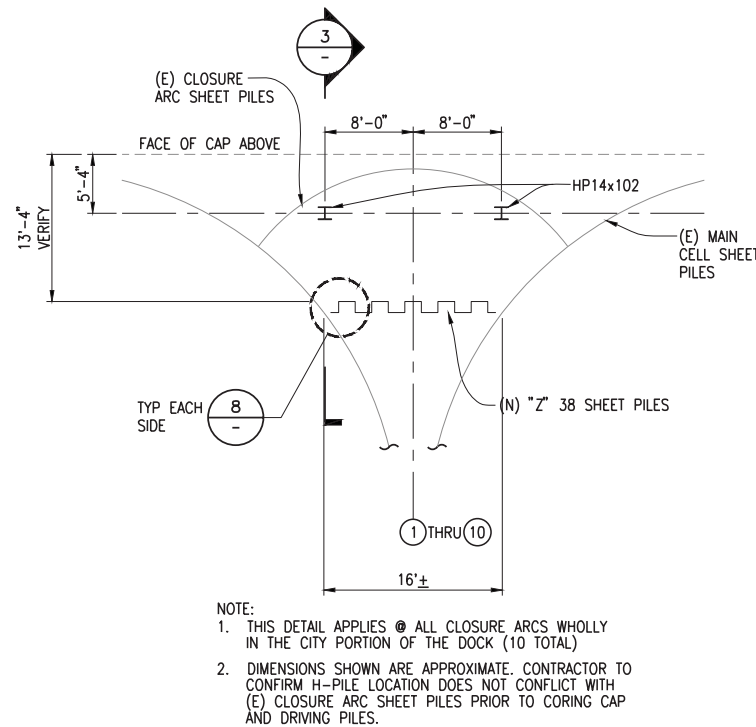 3
-
(E) CLOSURE
ARC SHEET PILES
8'-0" 8'-0"
FACE OF CAP ABOVE
HP14x102
5'-4"
13'-4"
VERIFY
(E) MAIN
CELL SHEET
PILES
TYP EACH
SIDE
8
-
(N) "Z" 38 SHEET PILES
1 THRU 10
16'±
NOTE:
1. THIS DETAIL APPLIES @ ALL CLOSURE ARCS WHOLLY
IN THE CITY PORTION OF THE DOCK (10 TOTAL)
2. DIMENSIONS SHOWN ARE APPROXIMATE. CONTRACTOR TO
CONFIRM H-PILE LOCATION DOES NOT CONFLICT WITH
(E) CLOSURE ARC SHEET PILES PRIOR TO CORING CAP
AND DRIVING PILES.